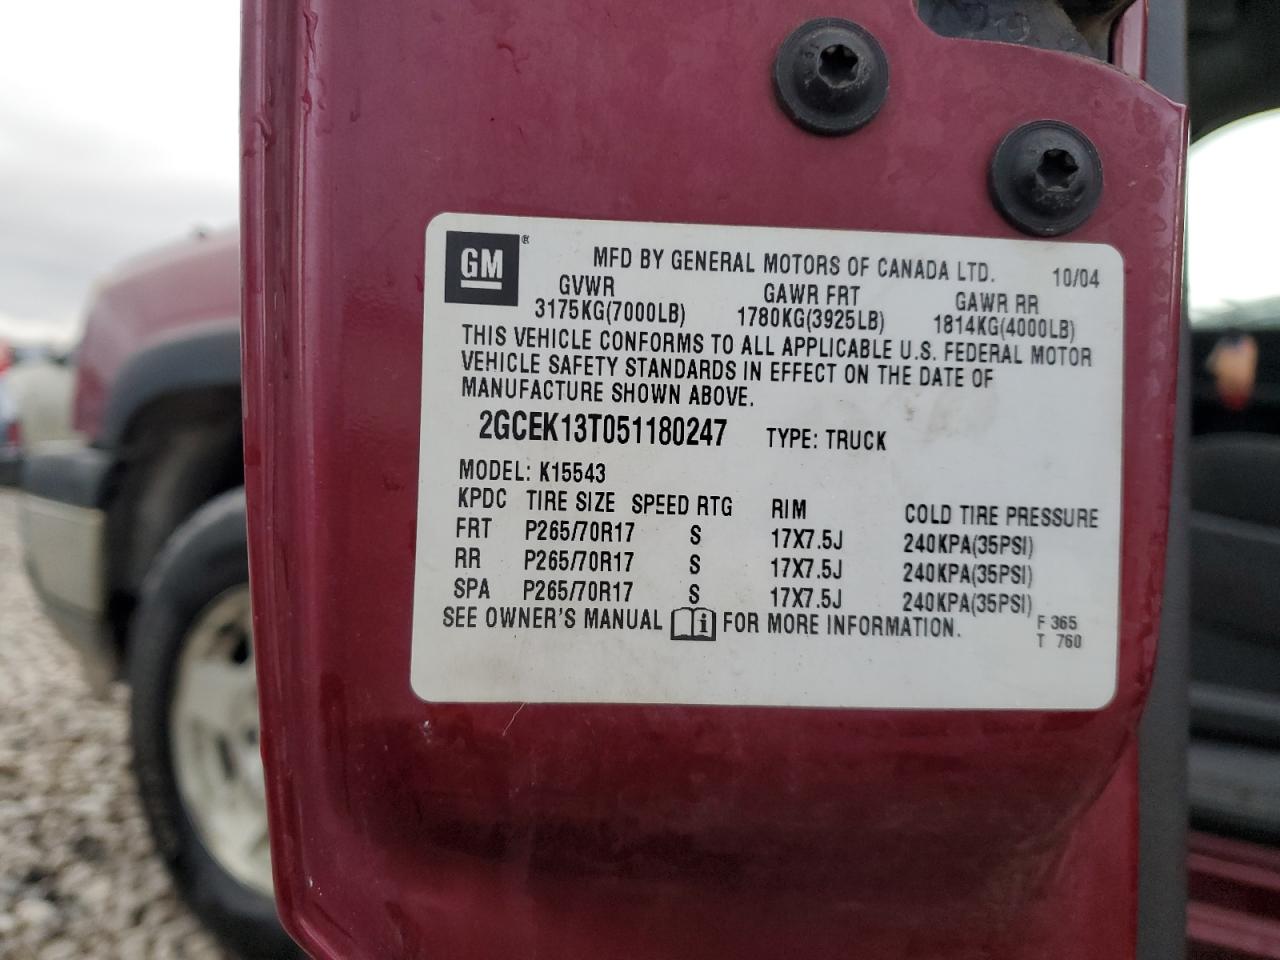 GM®
MFD BY GENERAL MOTORS OF CANADA LTD. 10/04
GVWR GAWR FRT GAWR RR
3175KG(7000LB) 1780KG(3925LB) 1814KG(4000LB)
THIS VEHICLE CONFORMS TO ALL APPLICABLE U.S. FEDERAL MOTOR
VEHICLE SAFETY STANDARDS IN EFFECT ON THE DATE OF
MANUFACTURE SHOWN ABOVE.
2GCEK13T051180247 TYPE: TRUCK
MODEL: K15543
KPDC TIRE SIZE SPEED RTG RIM COLD TIRE PRESSURE
FRT P265/70R17 S 17X7.5J 240KPA(35PSI)
RR P265/70R17 S 17X7.5J 240KPA(35PSI)
SPA P265/70R17 S 17X7.5J 240KPA(35PSI)
SEE OWNER'S MANUAL i FOR MORE INFORMATION.
F 365
T 760